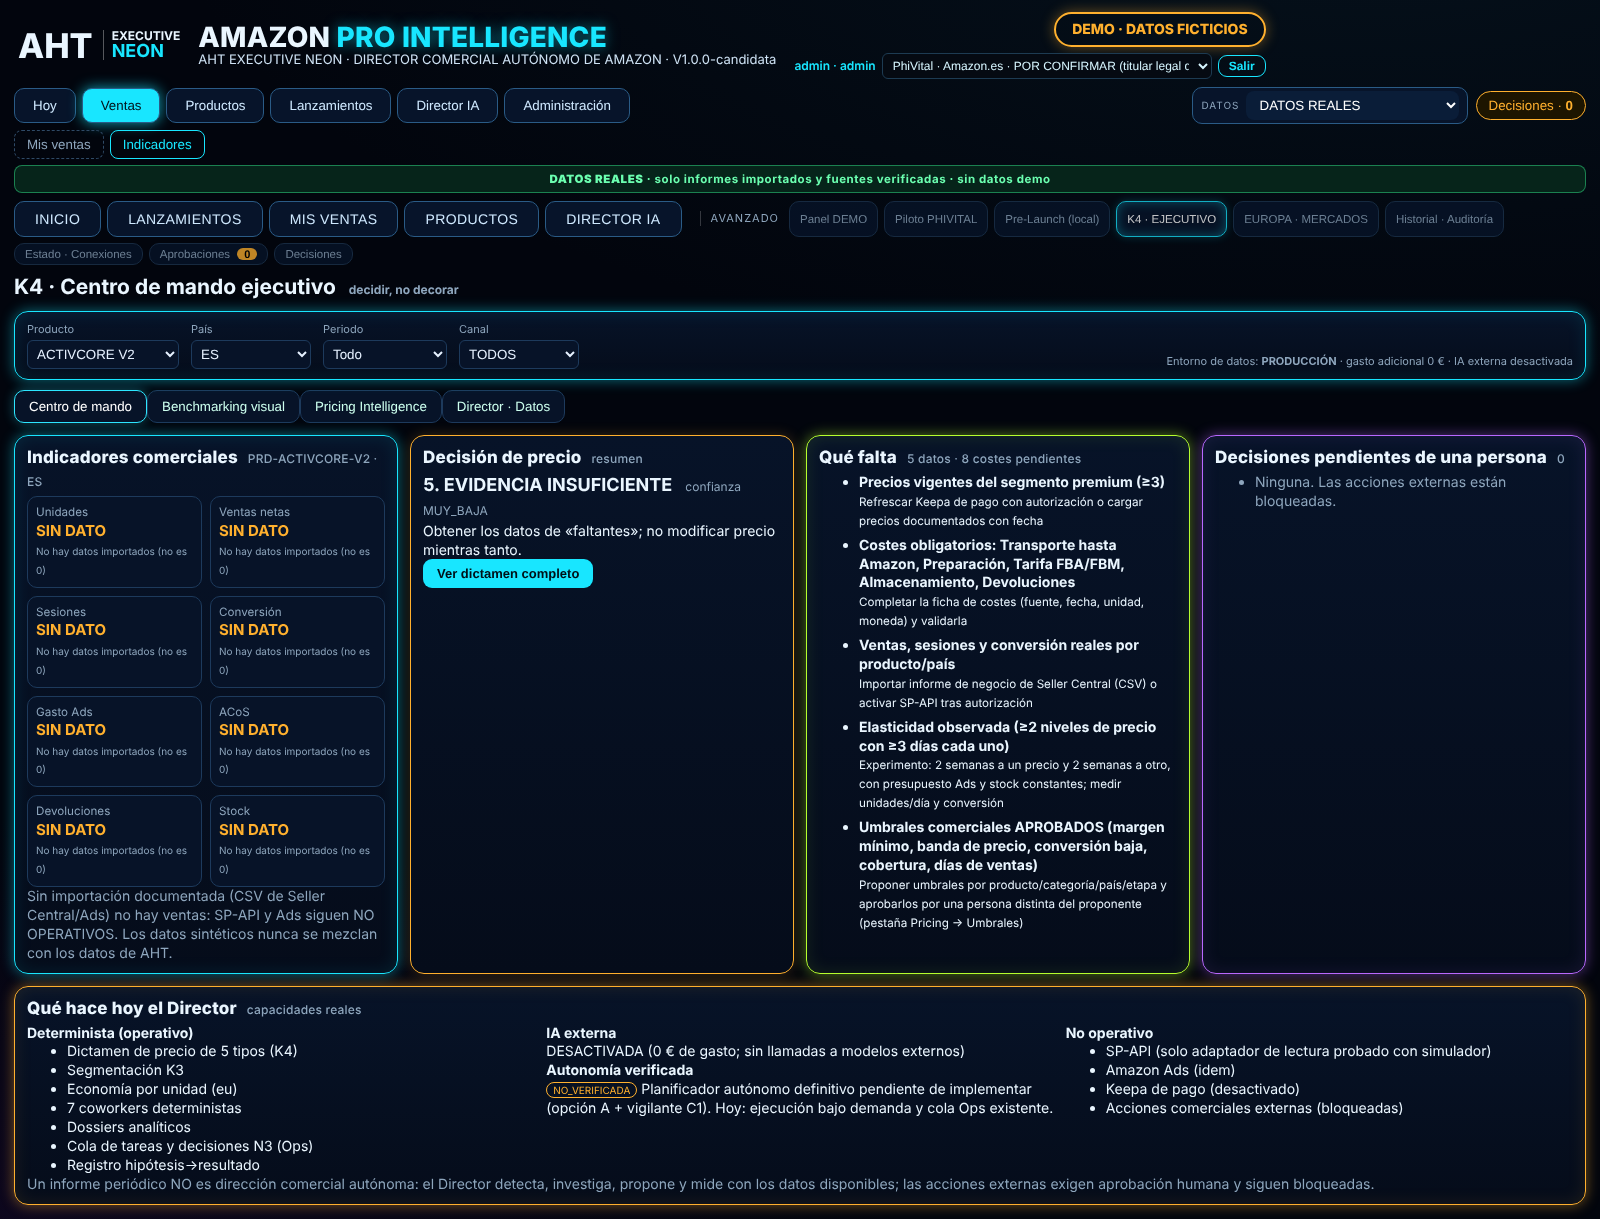 AHT
EXECUTIVE
NEON
AMAZON PRO INTELLIGENCE
AHT EXECUTIVE NEON · DIRECTOR COMERCIAL AUTÓNOMO DE AMAZON · V1.0.0-candidata
DEMO · DATOS FICTICIOS
admin · admin
PhiVital · Amazon.es · POR CONFIRMAR (titular legal c
Salir
Hoy
Ventas
Productos
Lanzamientos
Director IA
Administración
DATOS
DATOS REALES
Decisiones · 0
Mis ventas
Indicadores
DATOS REALES · solo informes importados y fuentes verificadas · sin datos demo
INICIO
LANZAMIENTOS
MIS VENTAS
PRODUCTOS
DIRECTOR IA
AVANZADO
Panel DEMO
Piloto PHIVITAL
Pre-Launch (local)
K4 · EJECUTIVO
EUROPA · MERCADOS
Historial · Auditoría
Estado · Conexiones
Aprobaciones 0
Decisiones
K4 · Centro de mando ejecutivo decidir, no decorar
Producto
País
Periodo
Canal
ACTIVCORE V2
ES
Todo
TODOS
Entorno de datos: PRODUCCIÓN · gasto adicional 0 € · IA externa desactivada
Centro de mando
Benchmarking visual
Pricing Intelligence
Director · Datos
Indicadores comerciales PRD-ACTIVCORE-V2 ·
ES
Unidades
SIN DATO
No hay datos importados (no es
0)
Ventas netas
SIN DATO
No hay datos importados (no es
0)
Sesiones
SIN DATO
No hay datos importados (no es
0)
Conversión
SIN DATO
No hay datos importados (no es
0)
Gasto Ads
SIN DATO
No hay datos importados (no es
0)
ACoS
SIN DATO
No hay datos importados (no es
0)
Devoluciones
SIN DATO
No hay datos importados (no es
0)
Stock
SIN DATO
No hay datos importados (no es
0)
Sin importación documentada (CSV de Seller
Central/Ads) no hay ventas: SP-API y Ads siguen NO
OPERATIVOS. Los datos sintéticos nunca se mezclan
con los datos de AHT.
Decisión de precio resumen
5. EVIDENCIA INSUFICIENTE confianza
MUY_BAJA
Obtener los datos de «faltantes»; no modificar precio
mientras tanto.
Ver dictamen completo
Qué falta 5 datos · 8 costes pendientes
• Precios vigentes del segmento premium (≥3)
Refrescar Keepa de pago con autorización o cargar
precios documentados con fecha
• Costes obligatorios: Transporte hasta
Amazon, Preparación, Tarifa FBA/FBM,
Almacenamiento, Devoluciones
Completar la ficha de costes (fuente, fecha, unidad,
moneda) y validarla
• Ventas, sesiones y conversión reales por
producto/país
Importar informe de negocio de Seller Central (CSV) o
activar SP-API tras autorización
• Elasticidad observada (≥2 niveles de precio
con ≥3 días cada uno)
Experimento: 2 semanas a un precio y 2 semanas a otro,
con presupuesto Ads y stock constantes; medir
unidades/día y conversión
• Umbrales comerciales APROBADOS (margen
mínimo, banda de precio, conversión baja,
cobertura, días de ventas)
Proponer umbrales por producto/categoría/país/etapa y
aprobarlos por una persona distinta del proponente
(pestaña Pricing → Umbrales)
Decisiones pendientes de una persona 0
• Ninguna. Las acciones externas están
bloqueadas.
Qué hace hoy el Director capacidades reales
Determinista (operativo)
• Dictamen de precio de 5 tipos (K4)
• Segmentación K3
• Economía por unidad (eu)
• 7 coworkers deterministas
• Dossiers analíticos
• Cola de tareas y decisiones N3 (Ops)
• Registro hipótesis→resultado
IA externa
DESACTIVADA (0 € de gasto; sin llamadas a modelos externos)
Autonomía verificada
NO_VERIFICADA Planificador autónomo definitivo pendiente de implementar
(opción A + vigilante C1). Hoy: ejecución bajo demanda y cola Ops existente.
No operativo
• SP-API (solo adaptador de lectura probado con simulador)
• Amazon Ads (idem)
• Keepa de pago (desactivado)
• Acciones comerciales externas (bloqueadas)
Un informe periódico NO es dirección comercial autónoma: el Director detecta, investiga, propone y mide con los datos disponibles; las acciones externas exigen aprobación humana y siguen bloqueadas.